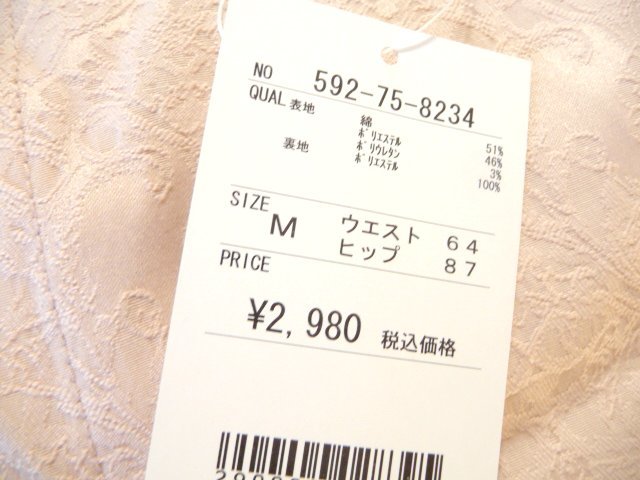 NO 592-75-8234
QUAL 表地 綿 51%
ポリエステル 46%
ポリウレタン 3%
裏地 ポリエステル 100%
SIZE M ウエスト 64
ヒップ 87
PRICE
¥2,980 税込価格